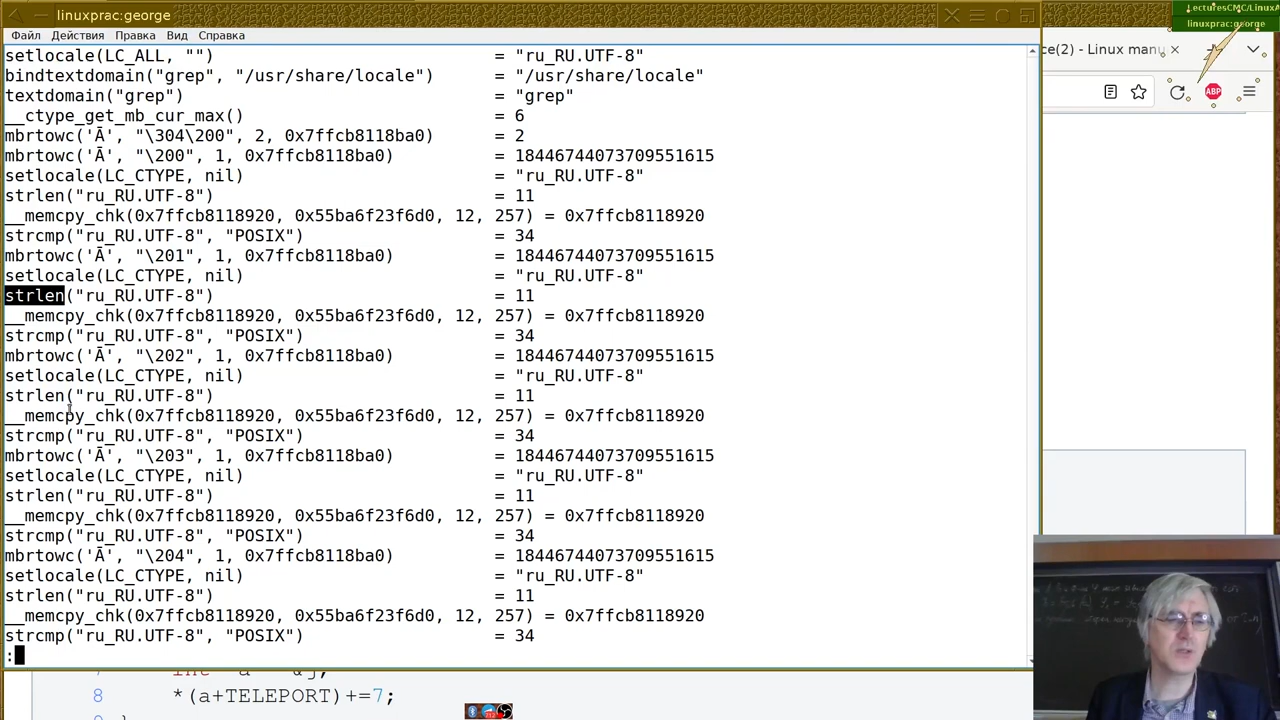 linuxprac:george
Файл Действия Правка Вид Справка
setlocale(LC_ALL, "") = "ru_RU.UTF-8"
bindtextdomain("grep", "/usr/share/locale") = "/usr/share/locale"
textdomain("grep") = "grep"
__ctype_get_mb_cur_max() = 6
mbrtowc('Ā', "\304\200", 2, 0x7ffcb8118ba0) = 2
mbrtowc('Ā', "\200", 1, 0x7ffcb8118ba0) = 18446744073709551615
setlocale(LC_CTYPE, nil) = "ru_RU.UTF-8"
strlen("ru_RU.UTF-8") = 11
__memcpy_chk(0x7ffcb8118920, 0x55ba6f23f6d0, 12, 257) = 0x7ffcb8118920
strcmp("ru_RU.UTF-8", "POSIX") = 34
mbrtowc('Ā', "\201", 1, 0x7ffcb8118ba0) = 18446744073709551615
setlocale(LC_CTYPE, nil) = "ru_RU.UTF-8"
strlen("ru_RU.UTF-8") = 11
__memcpy_chk(0x7ffcb8118920, 0x55ba6f23f6d0, 12, 257) = 0x7ffcb8118920
strcmp("ru_RU.UTF-8", "POSIX") = 34
mbrtowc('Ā', "\202", 1, 0x7ffcb8118ba0) = 18446744073709551615
setlocale(LC_CTYPE, nil) = "ru_RU.UTF-8"
strlen("ru_RU.UTF-8") = 11
__memcpy_chk(0x7ffcb8118920, 0x55ba6f23f6d0, 12, 257) = 0x7ffcb8118920
strcmp("ru_RU.UTF-8", "POSIX") = 34
mbrtowc('Ā', "\203", 1, 0x7ffcb8118ba0) = 18446744073709551615
setlocale(LC_CTYPE, nil) = "ru_RU.UTF-8"
strlen("ru_RU.UTF-8") = 11
__memcpy_chk(0x7ffcb8118920, 0x55ba6f23f6d0, 12, 257) = 0x7ffcb8118920
strcmp("ru_RU.UTF-8", "POSIX") = 34
mbrtowc('Ā', "\204", 1, 0x7ffcb8118ba0) = 18446744073709551615
setlocale(LC_CTYPE, nil) = "ru_RU.UTF-8"
strlen("ru_RU.UTF-8") = 11
__memcpy_chk(0x7ffcb8118920, 0x55ba6f23f6d0, 12, 257) = 0x7ffcb8118920
strcmp("ru_RU.UTF-8", "POSIX") = 34
:
8 *(a+TELEPORT)+=7;
LecturesCMC/LinuxA
linuxprac:george
ce(2) - Linux manu
ABP